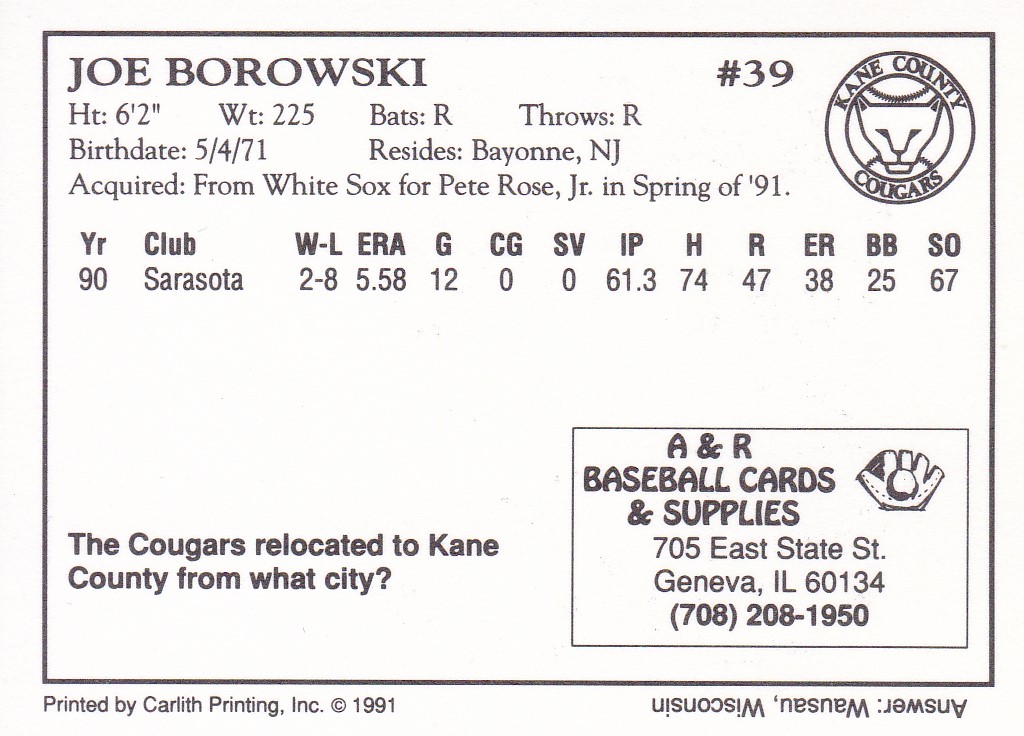 JOE BOROWSKI #39
KANE COUNTY
COUGARS
Ht: 6'2" Wt: 225 Bats: R Throws: R
Birthdate: 5/4/71 Resides: Bayonne, NJ
Acquired: From White Sox for Pete Rose, Jr. in Spring of '91.
Yr Club W-L ERA G CG SV IP H R ER BB SO
90 Sarasota 2-8 5.58 12 0 0 61.3 74 47 38 25 67
The Cougars relocated to Kane
County from what city?
A & R
BASEBALL CARDS
& SUPPLIES
705 East State St.
Geneva, IL 60134
(708) 208-1950
Printed by Carlith Printing, Inc. © 1991
Answer: Wausau, Wisconsin